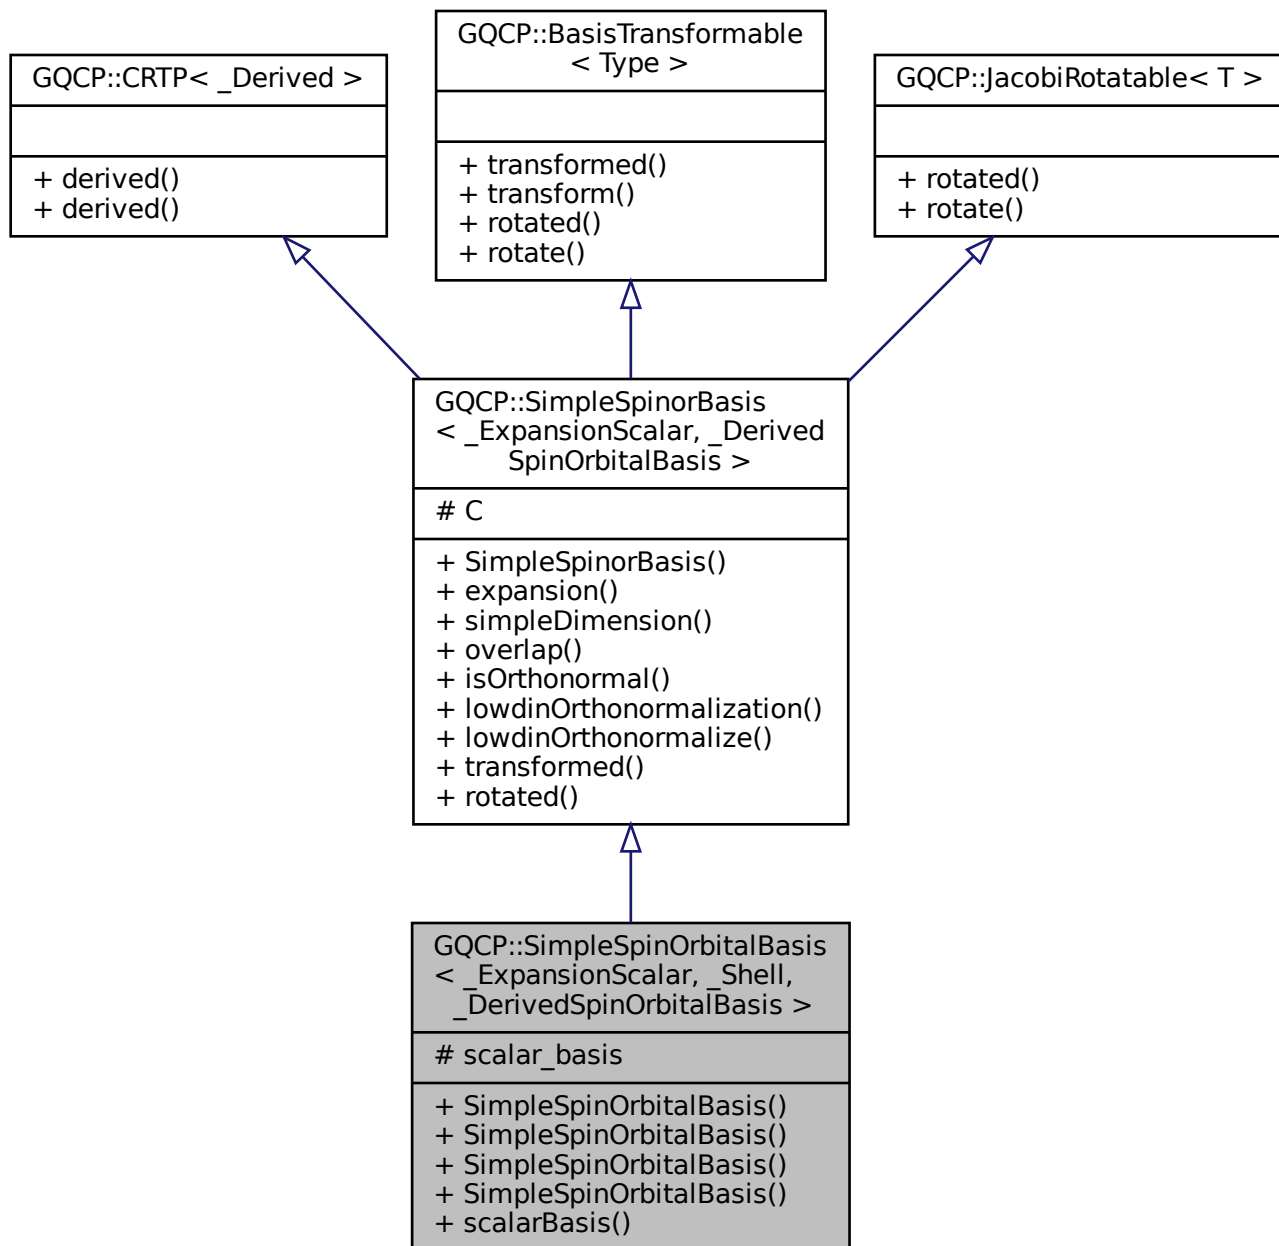 GQCP::CRTP< _Derived >
+ derived()
+ derived()
GQCP::BasisTransformable
< Type >
+ transformed()
+ transform()
+ rotated()
+ rotate()
GQCP::JacobiRotatable< T >
+ rotated()
+ rotate()
GQCP::SimpleSpinorBasis
< _ExpansionScalar, _Derived
SpinOrbitalBasis >
# C
+ SimpleSpinorBasis()
+ expansion()
+ simpleDimension()
+ overlap()
+ isOrthonormal()
+ lowdinOrthonormalization()
+ lowdinOrthonormalize()
+ transformed()
+ rotated()
GQCP::SimpleSpinOrbitalBasis
< _ExpansionScalar, _Shell,
_DerivedSpinOrbitalBasis >
# scalar_basis
+ SimpleSpinOrbitalBasis()
+ SimpleSpinOrbitalBasis()
+ SimpleSpinOrbitalBasis()
+ SimpleSpinOrbitalBasis()
+ scalarBasis()